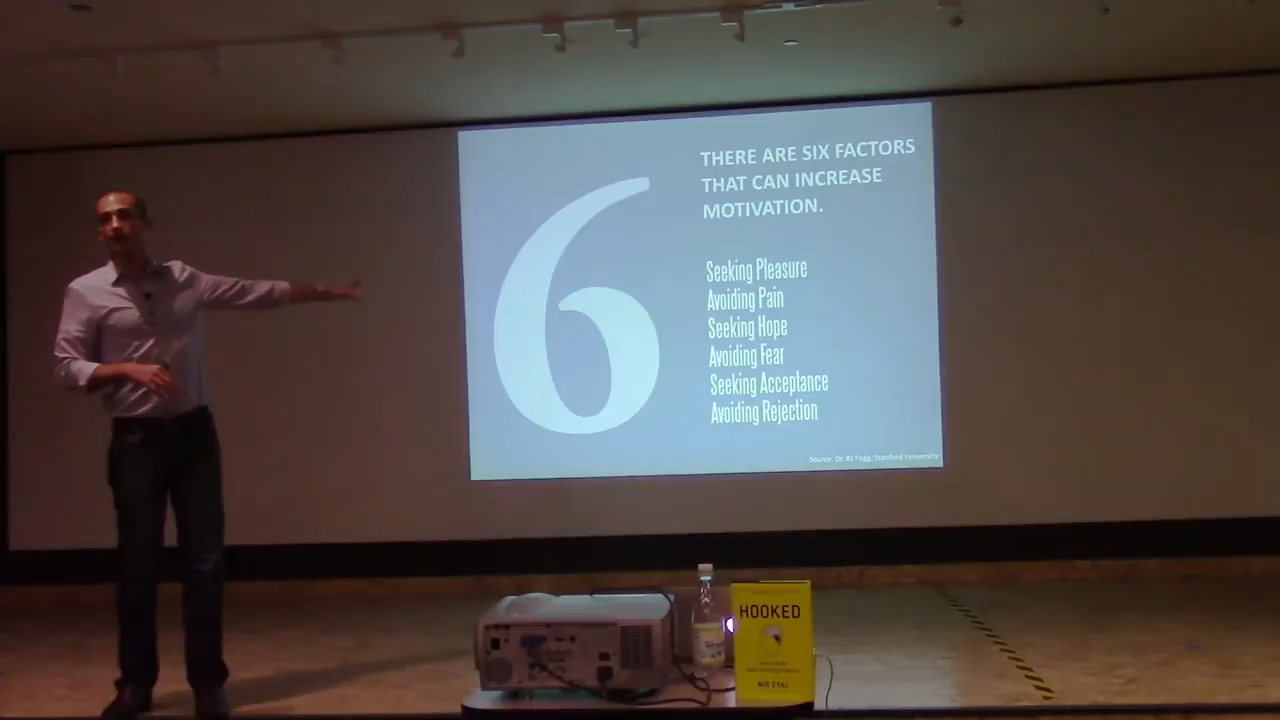 6
THERE ARE SIX FACTORS
THAT CAN INCREASE
MOTIVATION.
Seeking Pleasure
Avoiding Pain
Seeking Hope
Avoiding Fear
Seeking Acceptance
Avoiding Rejection
Source: Dr. BJ Fogg, Stanford University
HOOKED
NIR EYAL